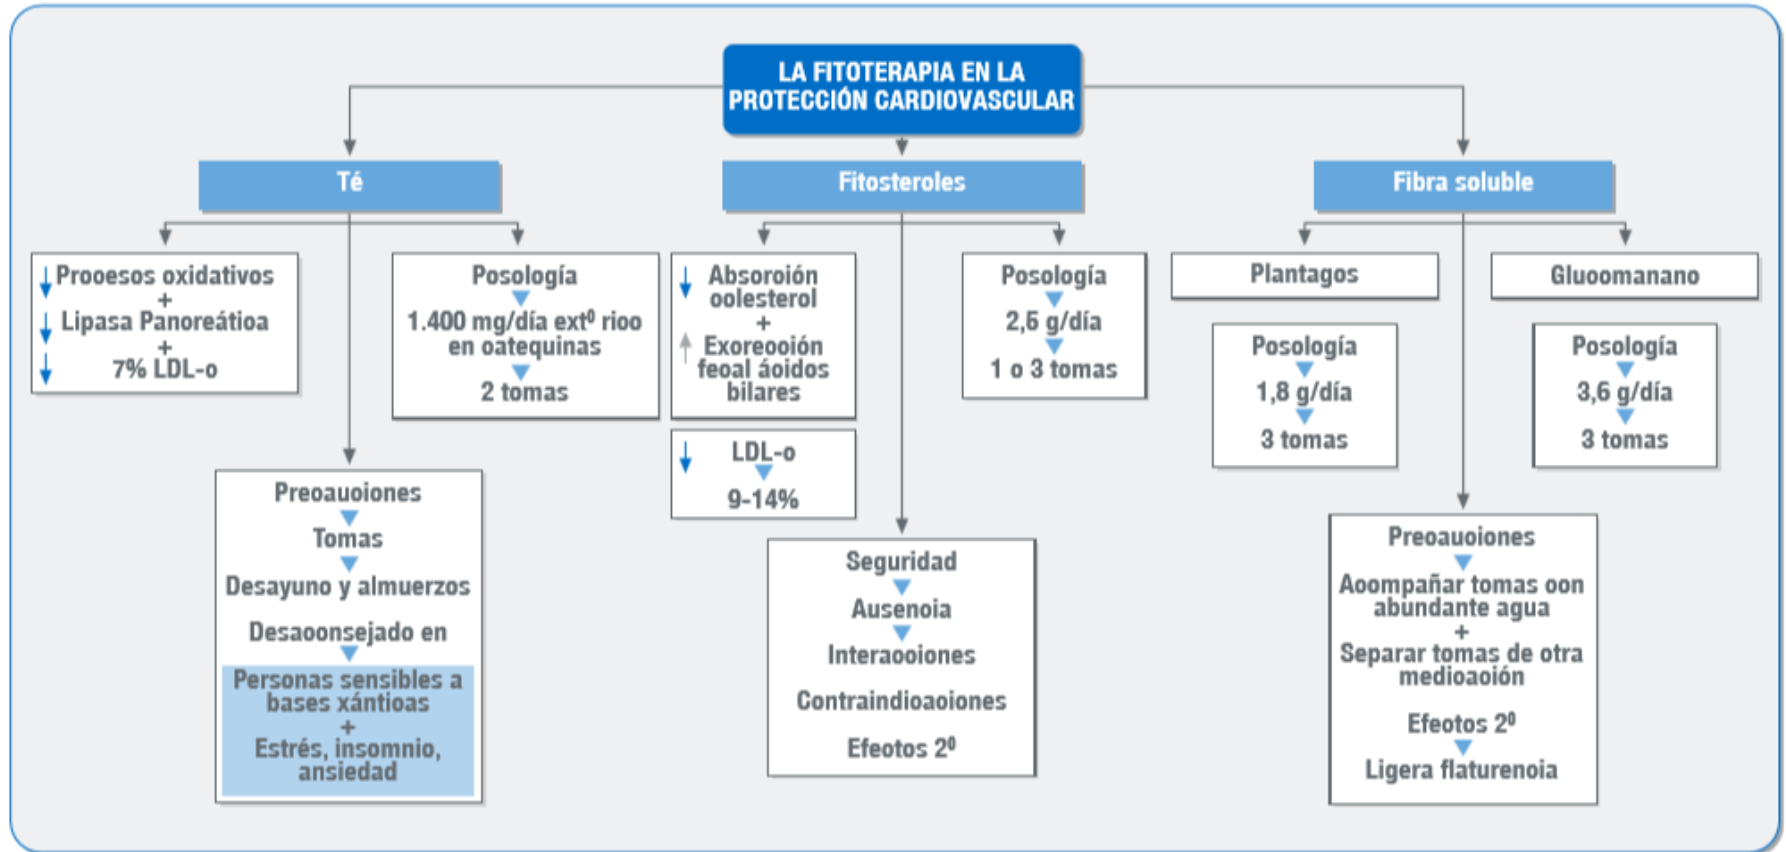 LA FITOTERAPIA EN LA
PROTECCIÓN CARDIOVASCULAR
Té
Prooesos oxidativos
+
Lipasa Panoreátioa
+
7% LDL-o
Posología
1.400 mg/día ext⁰ rioo
en oatequinas
2 tomas
Preoauoiones
Tomas
Desayuno y almuerzos
Desaoonsejado en
Personas sensibles a
bases xántioas
+
Estrés, insomnio,
ansiedad
Fitosteroles
Absoroión
oolesterol
+
Exoreooión
feoal áoidos
bilares
LDL-o
9-14%
Posología
2,5 g/día
1 o 3 tomas
Seguridad
Ausenoia
Interaooiones
Contraindioaoiones
Efeotos 2⁰
Fibra soluble
Plantagos
Posología
1,8 g/día
3 tomas
Gluoomanano
Posología
3,6 g/día
3 tomas
Preoauoiones
Aoompañar tomas oon
abundante agua
+
Separar tomas de otra
medioaoión
Efeotos 2⁰
Ligera flaturenoia